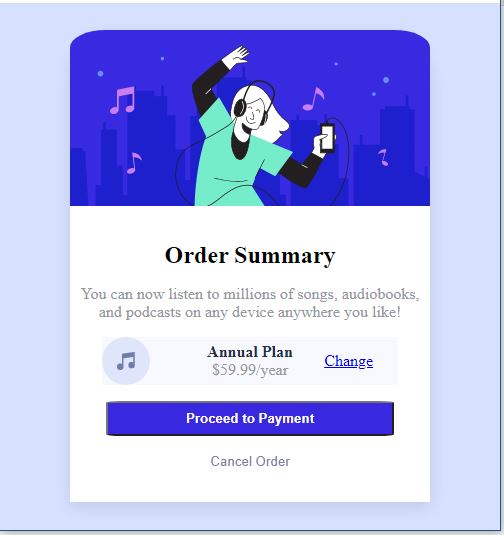 Order Summary
You can now listen to millions of songs, audiobooks,
and podcasts on any device anywhere you like!
Annual Plan
$59.99/year
Change
Proceed to Payment
Cancel Order